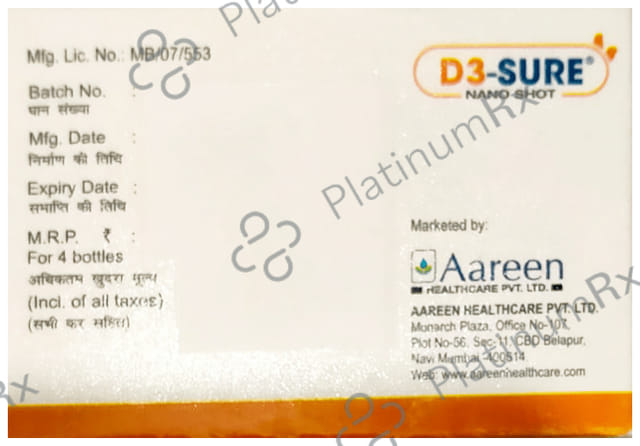 Mfg. Lic. No.: MB/07/553
Batch No. :
घान संख्या
Mfg. Date :
निर्माण की तिथि
Expiry Date :
समाप्ति की तिथि
M.R.P. ₹ :
For 4 bottles
अधिकतम खुदरा मूल्य
(Incl. of all taxes)
(सभी कर सहित)
D3-SURE®
NANO SHOT
Marketed by:
Aareen
HEALTHCARE PVT. LTD.
AAREEN HEALTHCARE PVT. LTD.
Monarch Plaza, Office No-107,
Plot No-56, Sec-11, CBD Belapur,
Navi Mumbai -400614
Web: www.aareenhealthcare.com
PlatinumRx
PlatinumRx
Rx